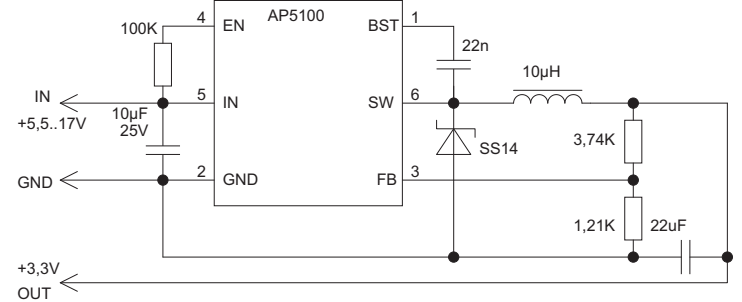 4
EN
AP5100
BST
1
100K
22n
10µH
IN
+5,5..17V
10µF
25V
5
IN
SW
6
SS14
3,74K
GND
2
GND
FB
3
1,21K
22uF
+3,3V
OUT